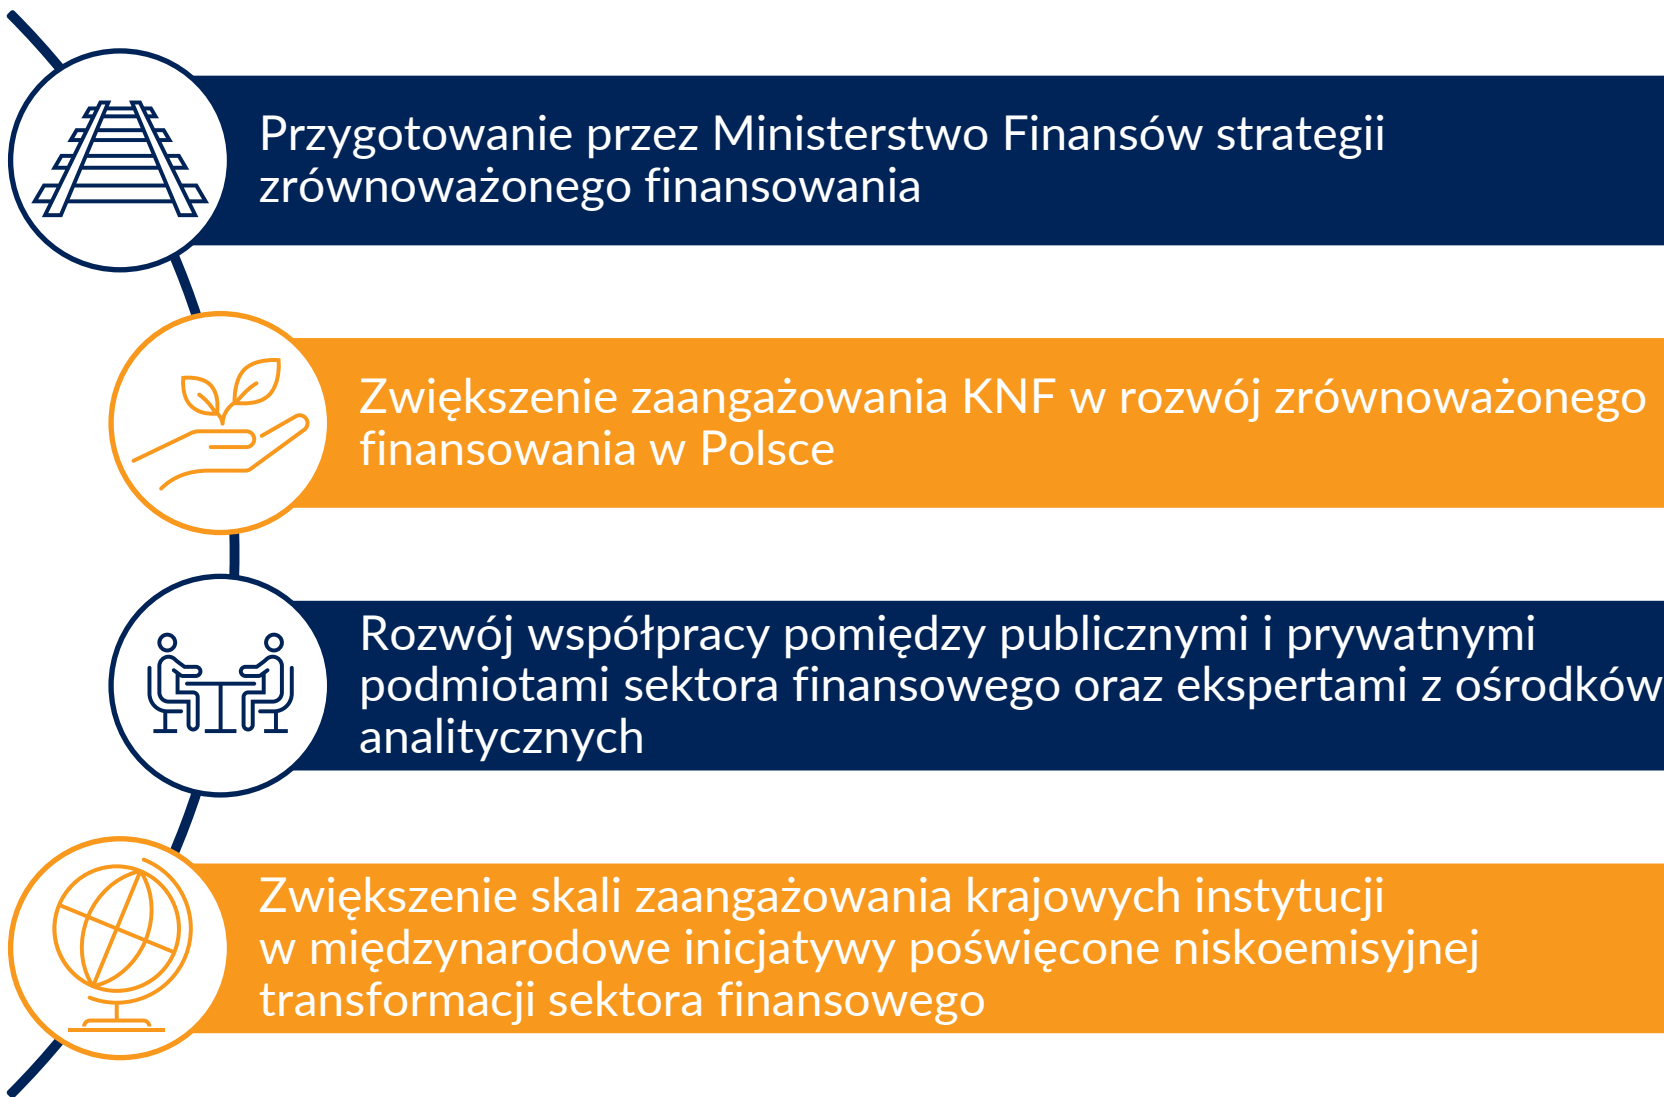 Przygotowanie przez Ministerstwo Finansów strategii
zrównoważonego finansowania
Zwiększenie zaangażowania KNF w rozwój zrównoważonego
finansowania w Polsce
Rozwój współpracy pomiędzy publicznymi i prywatnymi
podmiotami sektora finansowego oraz ekspertami z ośrodków
analitycznych
Zwiększenie skali zaangażowania krajowych instytucji
w międzynarodowe inicjatywy poświęcone niskoemisyjnej
transformacji sektora finansowego